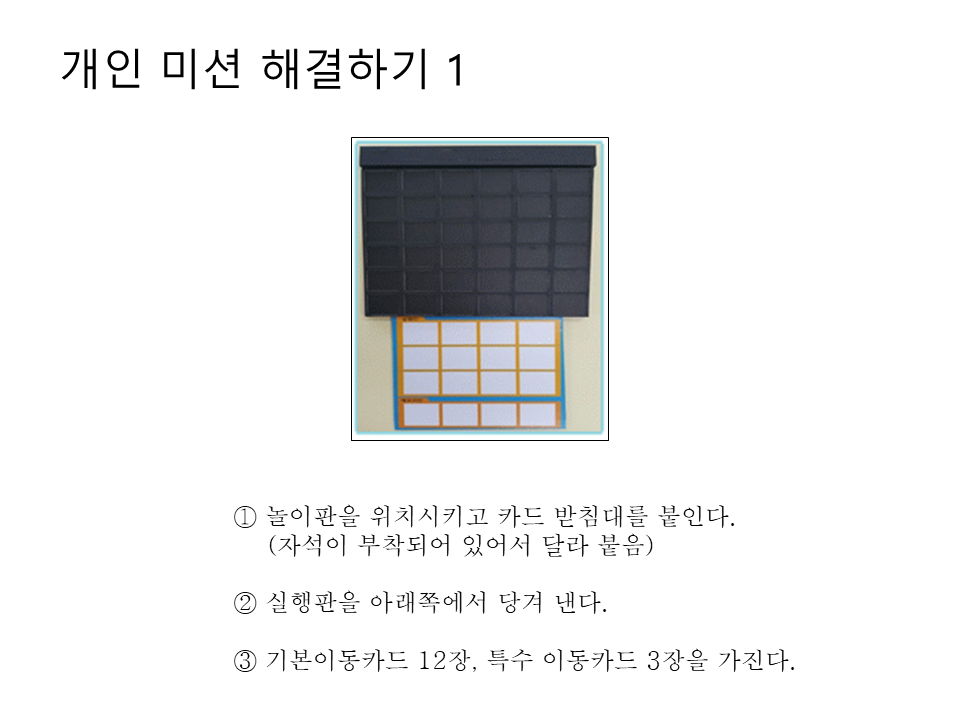 개인 미션 해결하기 1
① 놀이판을 위치시키고 카드 받침대를 붙인다.
(자석이 부착되어 있어서 달라 붙음)
② 실행판을 아래쪽에서 당겨 낸다.
③ 기본이동카드 12장, 특수 이동카드 3장을 가진다.